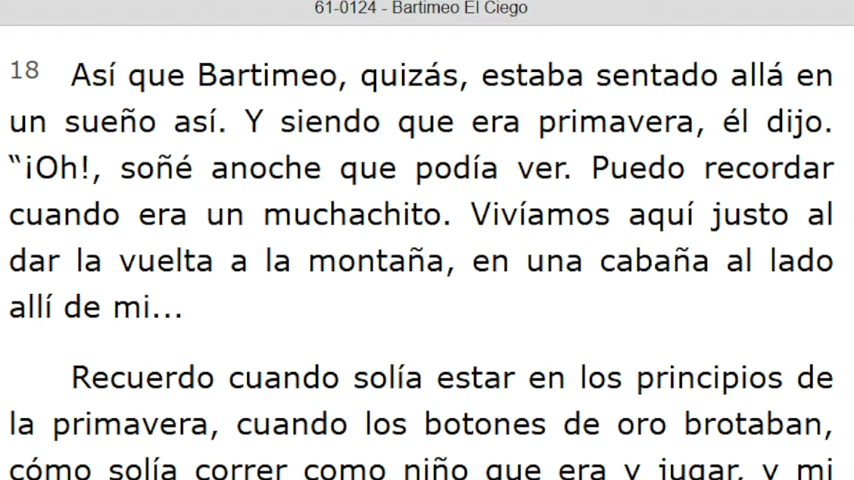 61-0124 - Bartimeo El Ciego
18 Así que Bartimeo, quizás, estaba sentado allá en
un sueño así. Y siendo que era primavera, él dijo.
“¡Oh!, soñé anoche que podía ver. Puedo recordar
cuando era un muchachito. Vivíamos aquí justo al
dar la vuelta a la montaña, en una cabaña al lado
allí de mi...
Recuerdo cuando solía estar en los principios de
la primavera, cuando los botones de oro brotaban,
cómo solía correr como niño que era y jugar, y mi